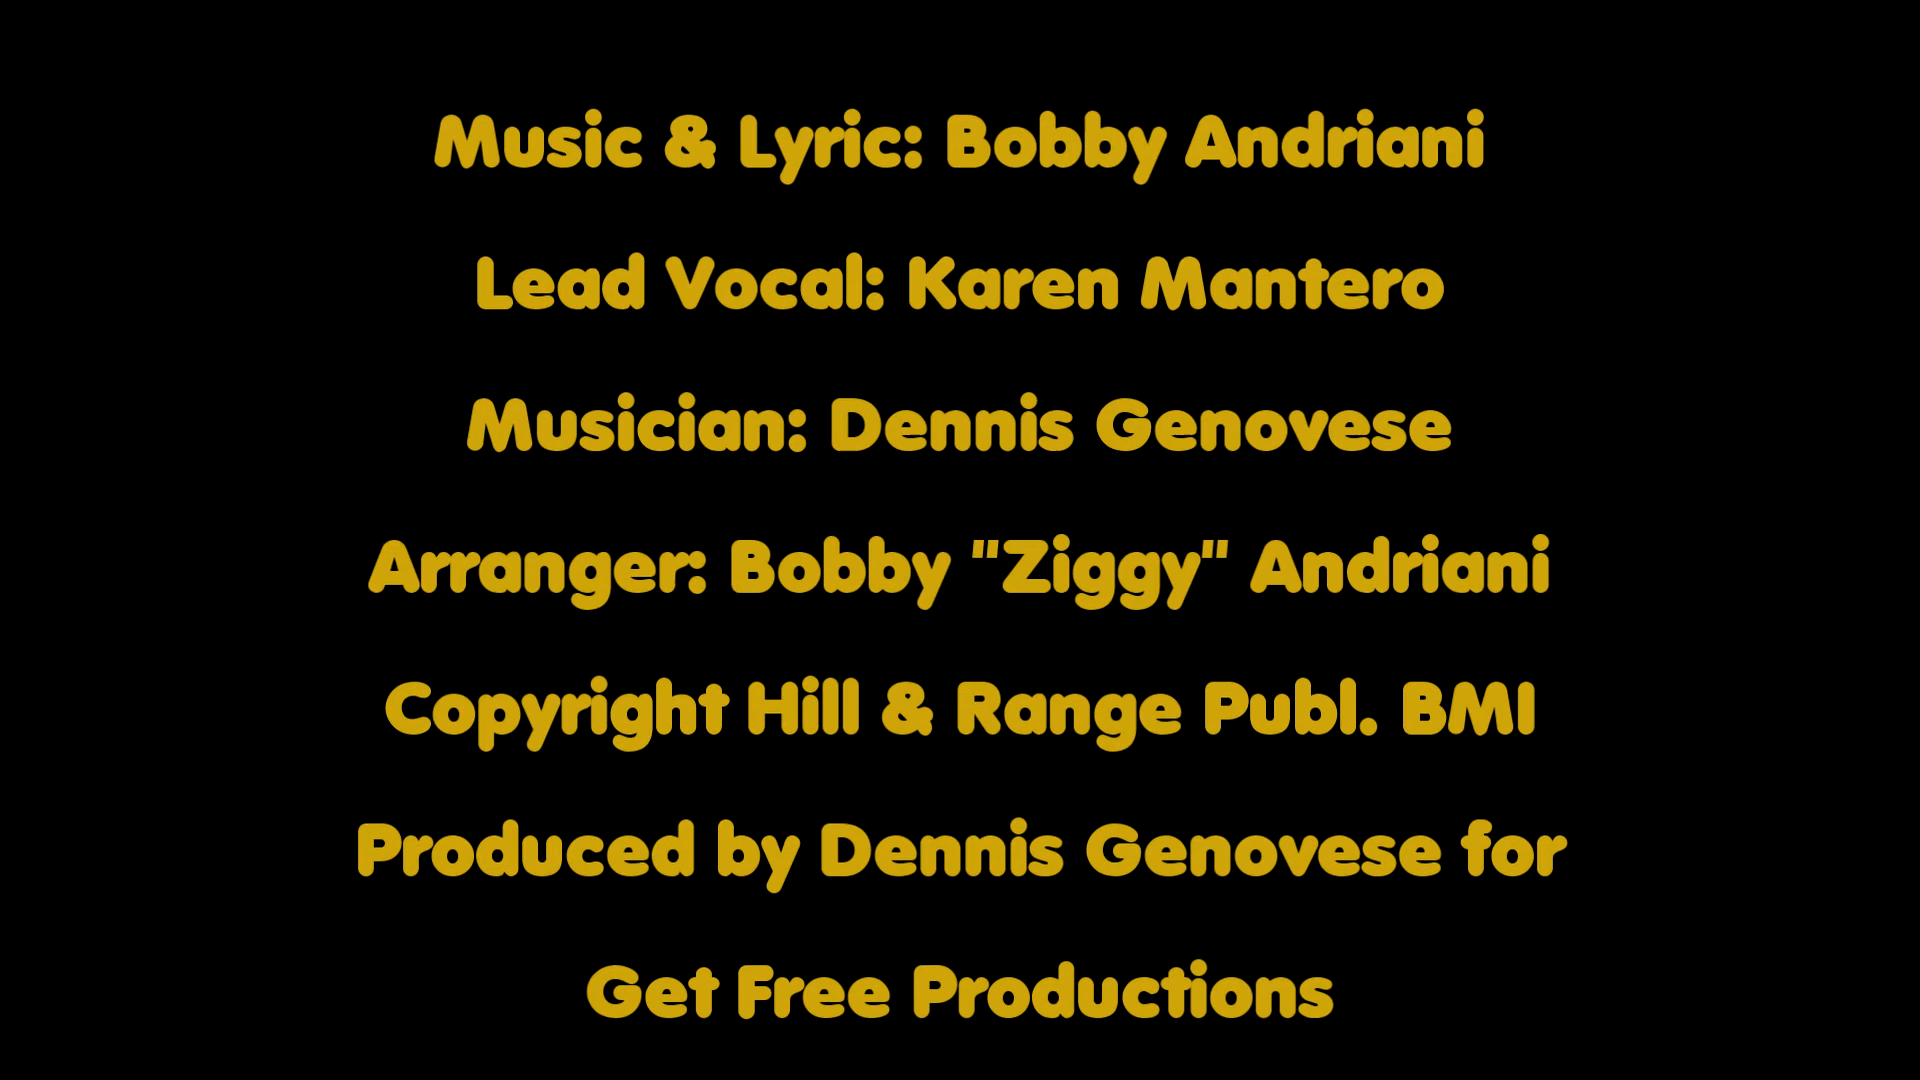 Music & Lyric: Bobby Andriani
Lead Vocal: Karen Mantero
Musician: Dennis Genovese
Arranger: Bobby "Ziggy" Andriani
Copyright Hill & Range Publ. BMI
Produced by Dennis Genovese for
Get Free Productions